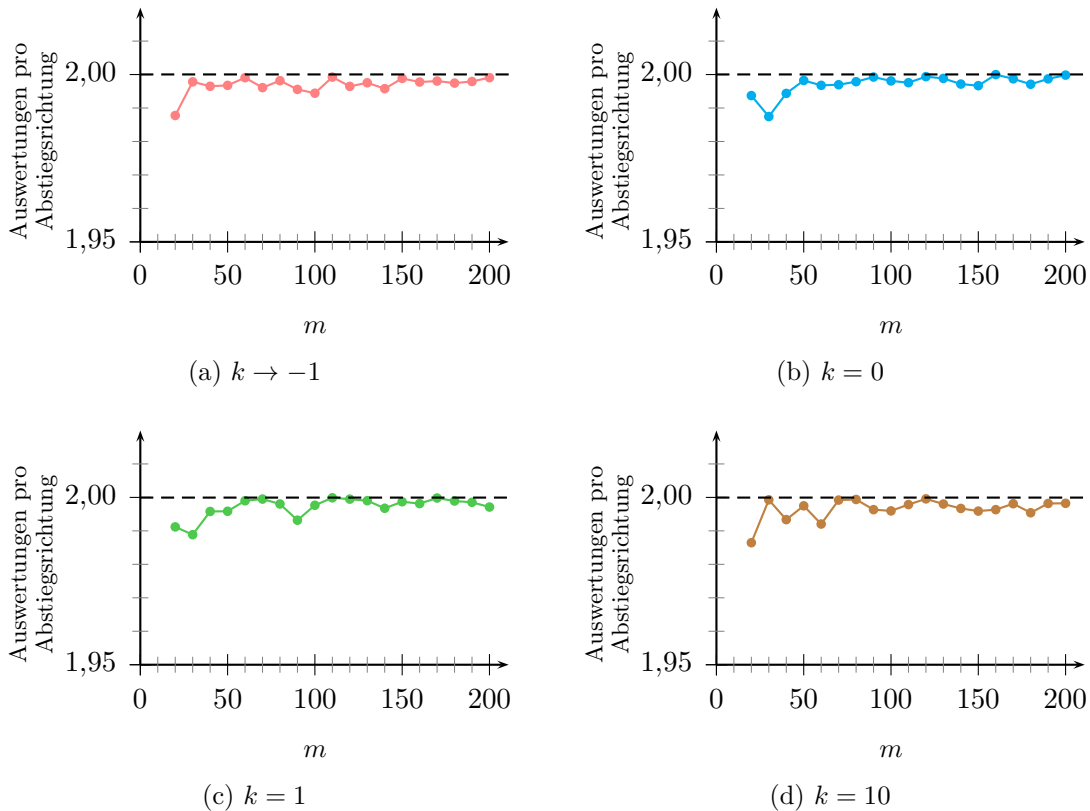 Auswertungen pro
Abstiegsrichtung
2,00
1,95
0 50 100 150 200
m
(a) k → −1
Auswertungen pro
Abstiegsrichtung
2,00
1,95
0 50 100 150 200
m
(b) k = 0
Auswertungen pro
Abstiegsrichtung
2,00
1,95
0 50 100 150 200
m
(c) k = 1
Auswertungen pro
Abstiegsrichtung
2,00
1,95
0 50 100 150 200
m
(d) k = 10